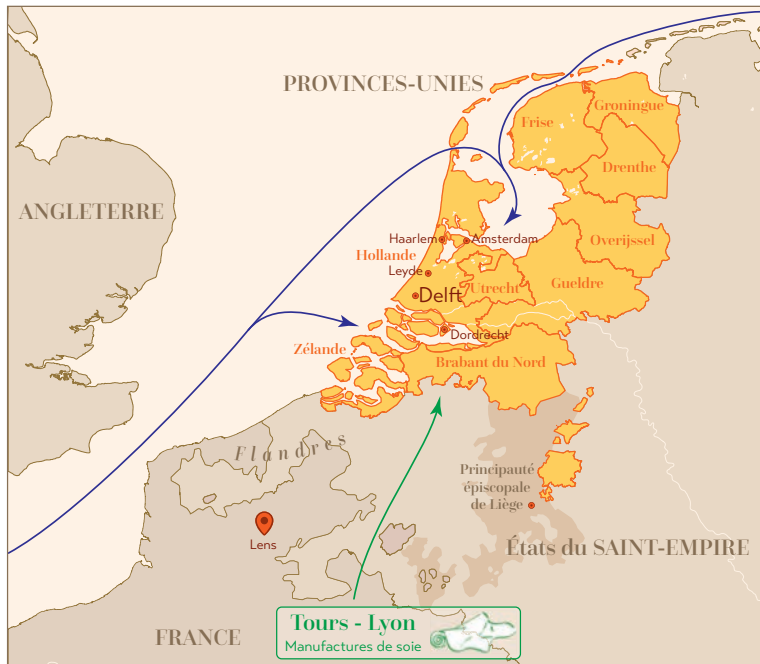 PROVINCES-UNIES
Groningue
Frise
Drenthe
ANGLETERRE
Haarlem
Amsterdam
Overijssel
Hollande
Leyde
Gueldre
Utrecht
Delft
Dordrecht
Zélande
Brabant du Nord
Flandres
Principauté
épiscopale
de Liège
Lens
États du SAINT-EMPIRE
Tours - Lyon
Manufactures de soie
FRANCE